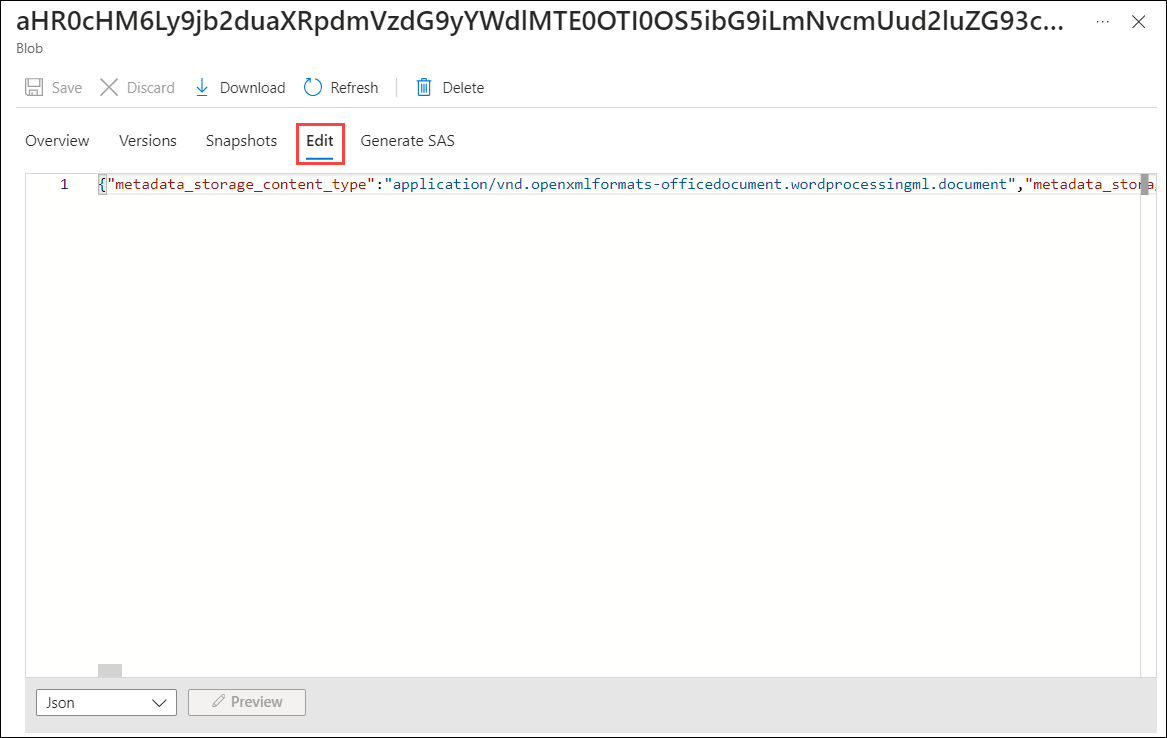 aHR0cHM6Ly9jb2duaXRpdmVzdG9yYWdlMTE0OTI0OS5ibG9iLmNvcmUud2luZG93c...
Blob
Save Discard Download Refresh Delete
Overview Versions Snapshots Edit Generate SAS
1 {"metadata_storage_content_type":"application/vnd.openxmlformats-officedocument.wordprocessingml.document","metadata_stora
Json Preview